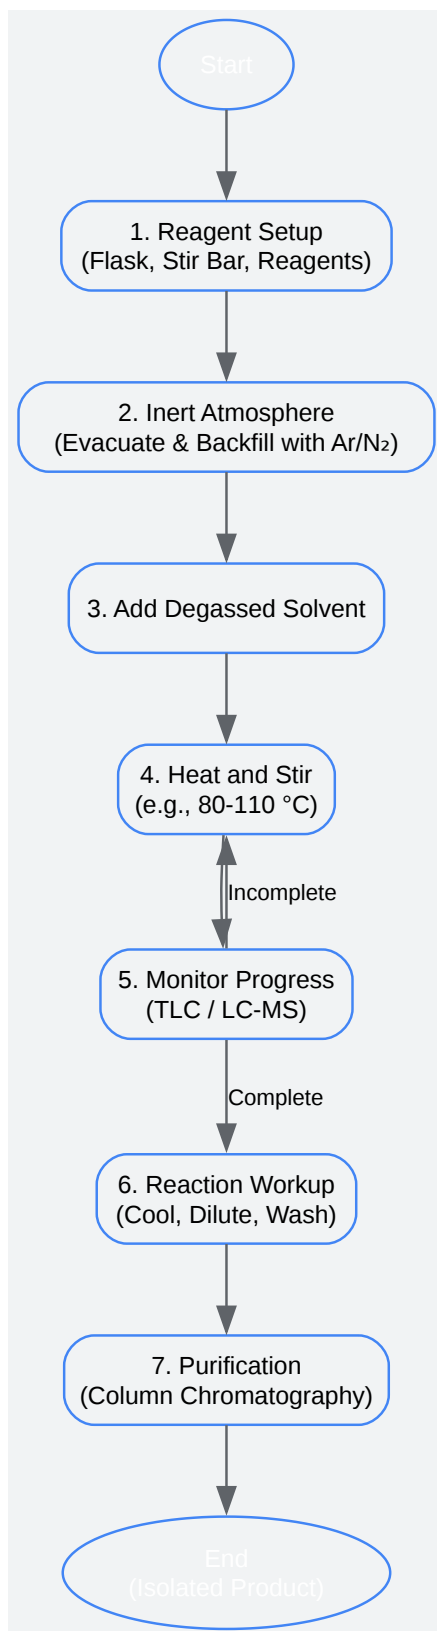 Start
1. Reagent Setup
(Flask, Stir Bar, Reagents)
2. Inert Atmosphere
(Evacuate & Backfill with Ar/N₂)
3. Add Degassed Solvent
4. Heat and Stir
(e.g., 80-110 °C)
Incomplete
5. Monitor Progress
(TLC / LC-MS)
Complete
6. Reaction Workup
(Cool, Dilute, Wash)
7. Purification
(Column Chromatography)
End
(Isolated Product)